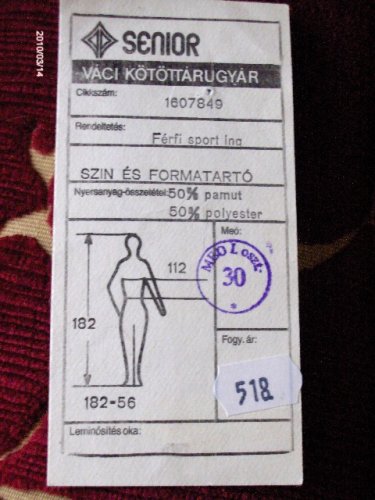 2010/03/14
SENIOR
VÁCI KÖTÖTTARUGYÁR
Cikkszám:
1607849
Rendeltetés:
Férfi sport ing
SZIN ÉS FORMATARTÓ
Nyersanyag-összetétel: 50% pamut
50% polyester
Meó:
MEO I. oszt.
30
*
112
182
182-56
Fogy. ár:
518
Leminősítés oka: